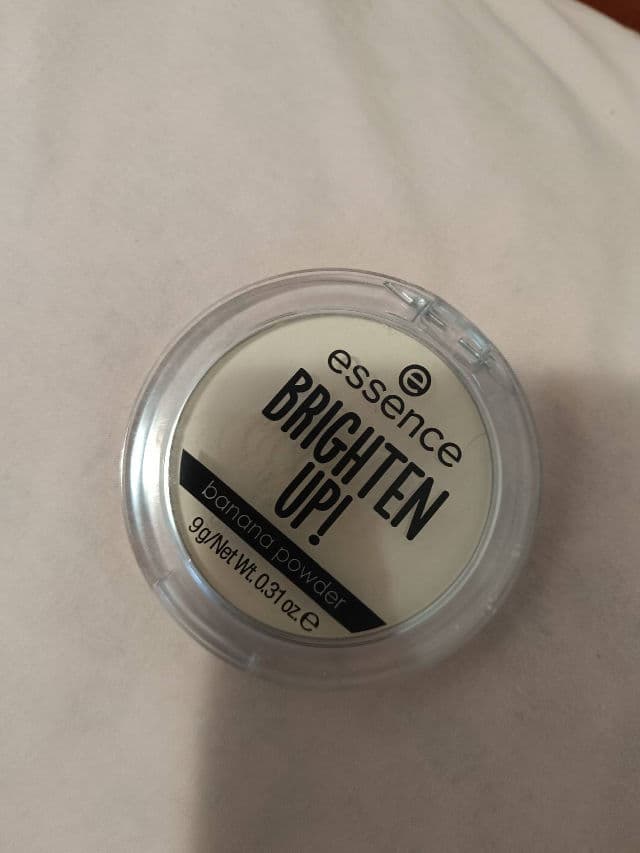 essence
BRIGHTEN
UP!
banana powder
9g/Net Wt. 0.31 oz. ℮